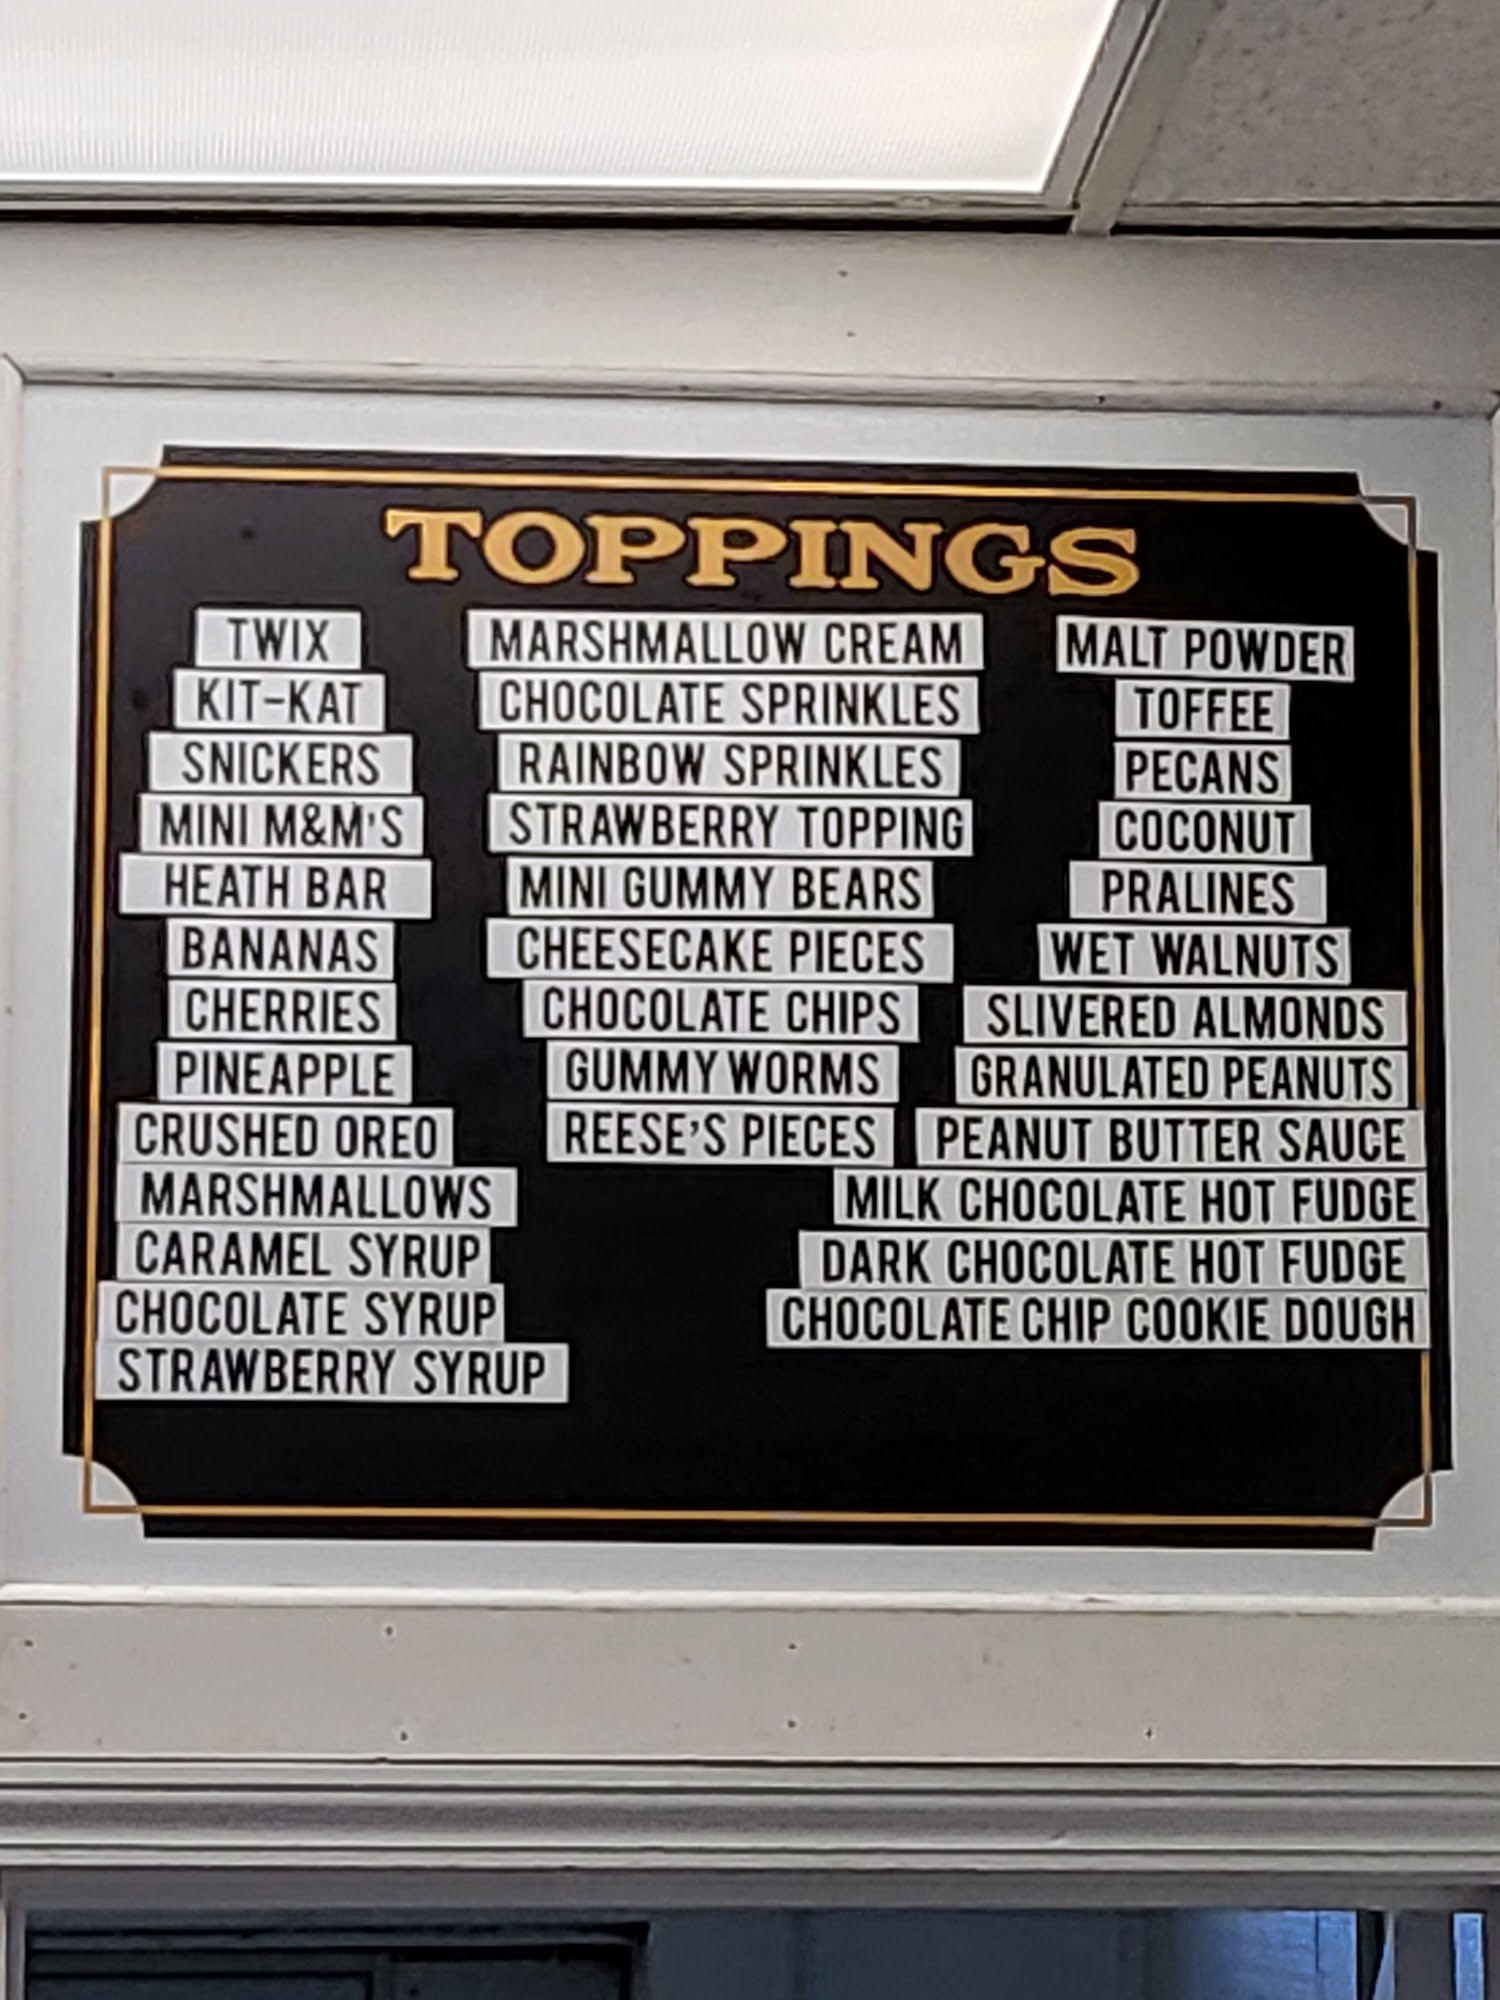 TOPPINGS
TWIX
KIT-KAT
SNICKERS
MINI M&M'S
HEATH BAR
BANANAS
CHERRIES
PINEAPPLE
CRUSHED OREO
MARSHMALLOWS
CARAMEL SYRUP
CHOCOLATE SYRUP
STRAWBERRY SYRUP
MARSHMALLOW CREAM
CHOCOLATE SPRINKLES
RAINBOW SPRINKLES
STRAWBERRY TOPPING
MINI GUMMY BEARS
CHEESECAKE PIECES
CHOCOLATE CHIPS
GUMMY WORMS
REESE'S PIECES
MALT POWDER
TOFFEE
PECANS
COCONUT
PRALINES
WET WALNUTS
SLIVERED ALMONDS
GRANULATED PEANUTS
PEANUT BUTTER SAUCE
MILK CHOCOLATE HOT FUDGE
DARK CHOCOLATE HOT FUDGE
CHOCOLATE CHIP COOKIE DOUGH